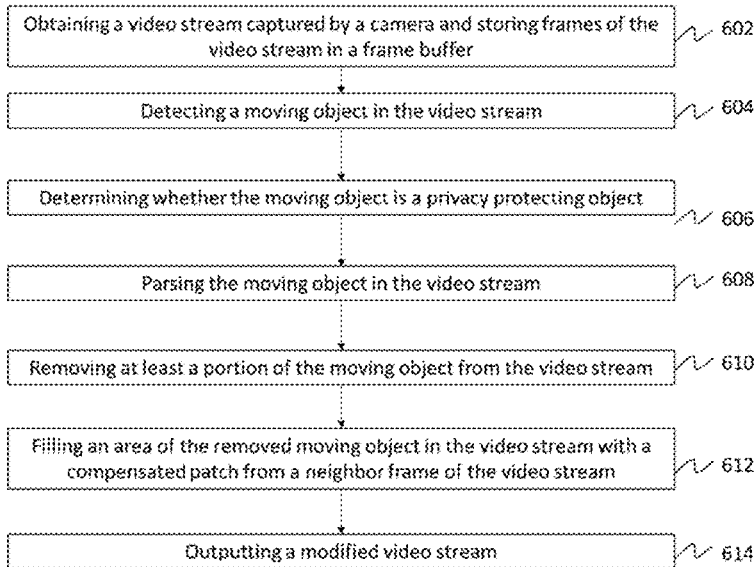 Obtaining a video stream captured by a camera and storing frames of the
video stream in a frame buffer
602
Detecting a moving object in the video stream
604
Determining whether the moving object is a privacy protecting object
606
Parsing the moving object in the video stream
608
Removing at least a portion of the moving object from the video stream
610
Filling an area of the removed moving object in the video stream with a
compensated patch from a neighbor frame of the video stream
612
Outputting a modified video stream
614